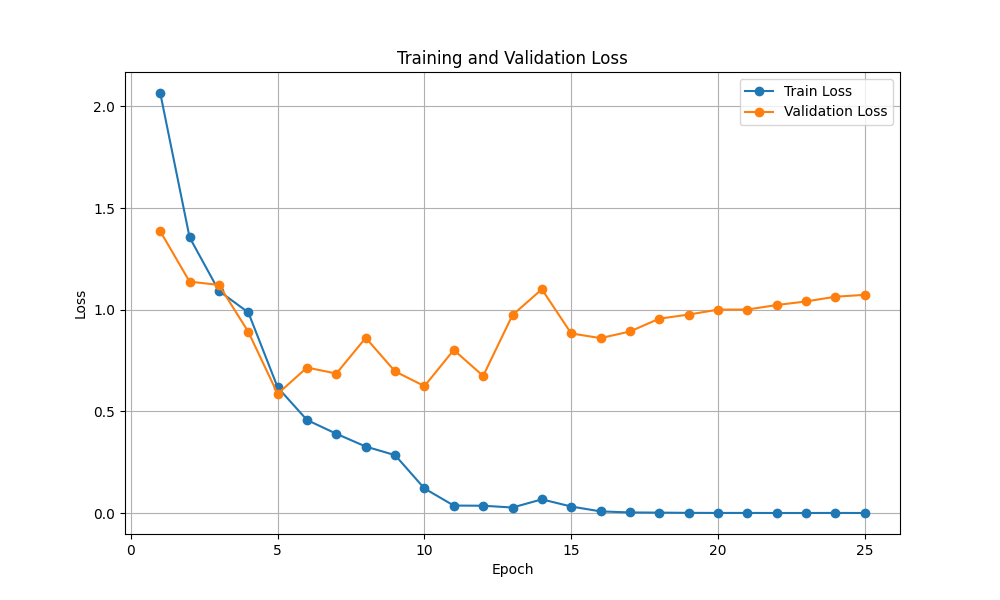 Training and Validation Loss
Train Loss
Validation Loss
2.0
1.5
1.0
0.5
0.0
Loss
0 5 10 15 20 25
Epoch